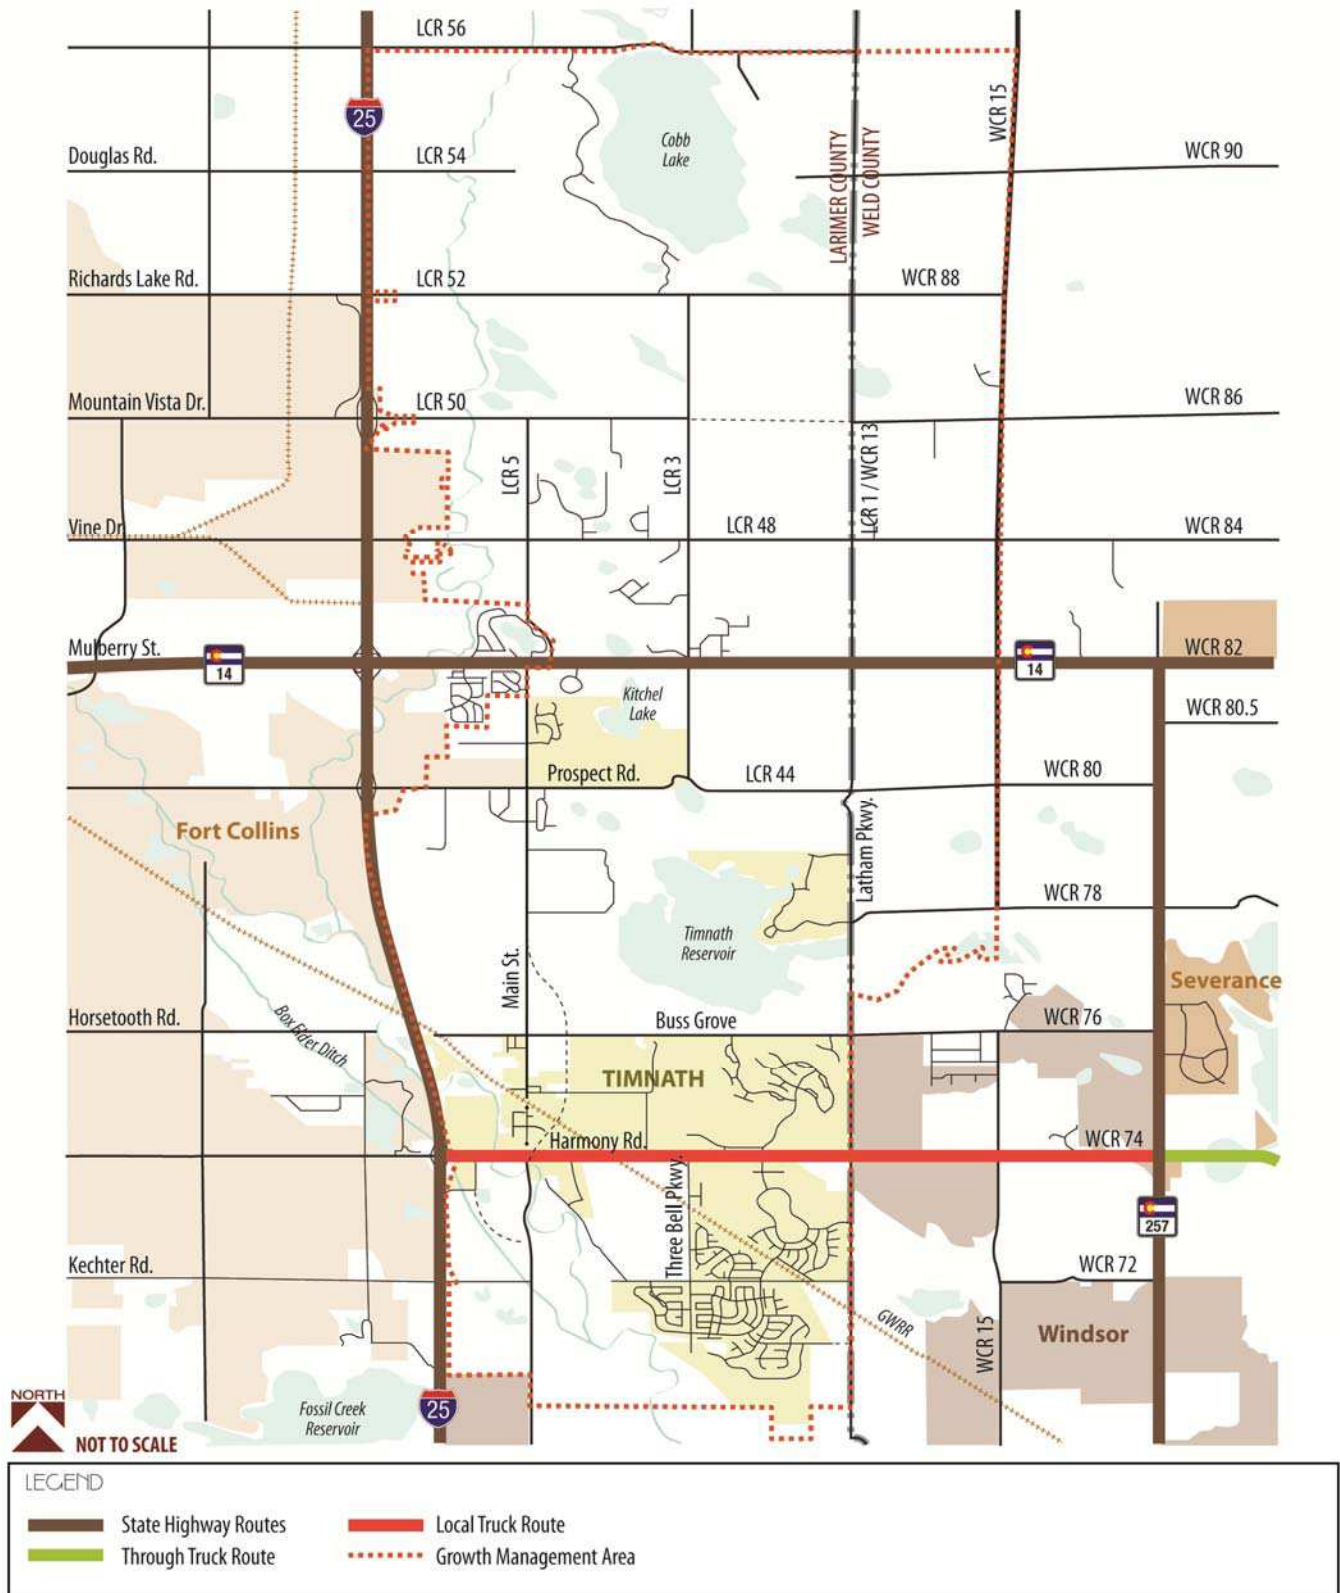 LCR 56
25
WCR 15
Cobb
Lake
Douglas Rd.
LCR 54
LARIMER COUNTY
WELD COUNTY
WCR 90
Richards Lake Rd.
LCR 52
WCR 88
Mountain Vista Dr.
LCR 50
WCR 86
LCR 5
LCR 3
LCR 1 / WCR 13
Vine Dr
LCR 48
WCR 84
Mulberry St.
14
14
WCR 82
Kitchel
Lake
WCR 80.5
Prospect Rd.
LCR 44
WCR 80
Fort Collins
Latham Pkwy.
WCR 78
Timnath
Reservoir
Main St.
Severance
Horsetooth Rd.
Box Elder Ditch
Buss Grove
WCR 76
TIMNATH
Harmony Rd.
WCR 74
Three Bell Pkwy.
257
Kechter Rd.
WCR 72
GWRR
WCR 15
Windsor
NORTH
NOT TO SCALE
Fossil Creek
Reservoir
25
LEGEND
State Highway Routes
Local Truck Route
Through Truck Route
Growth Management Area